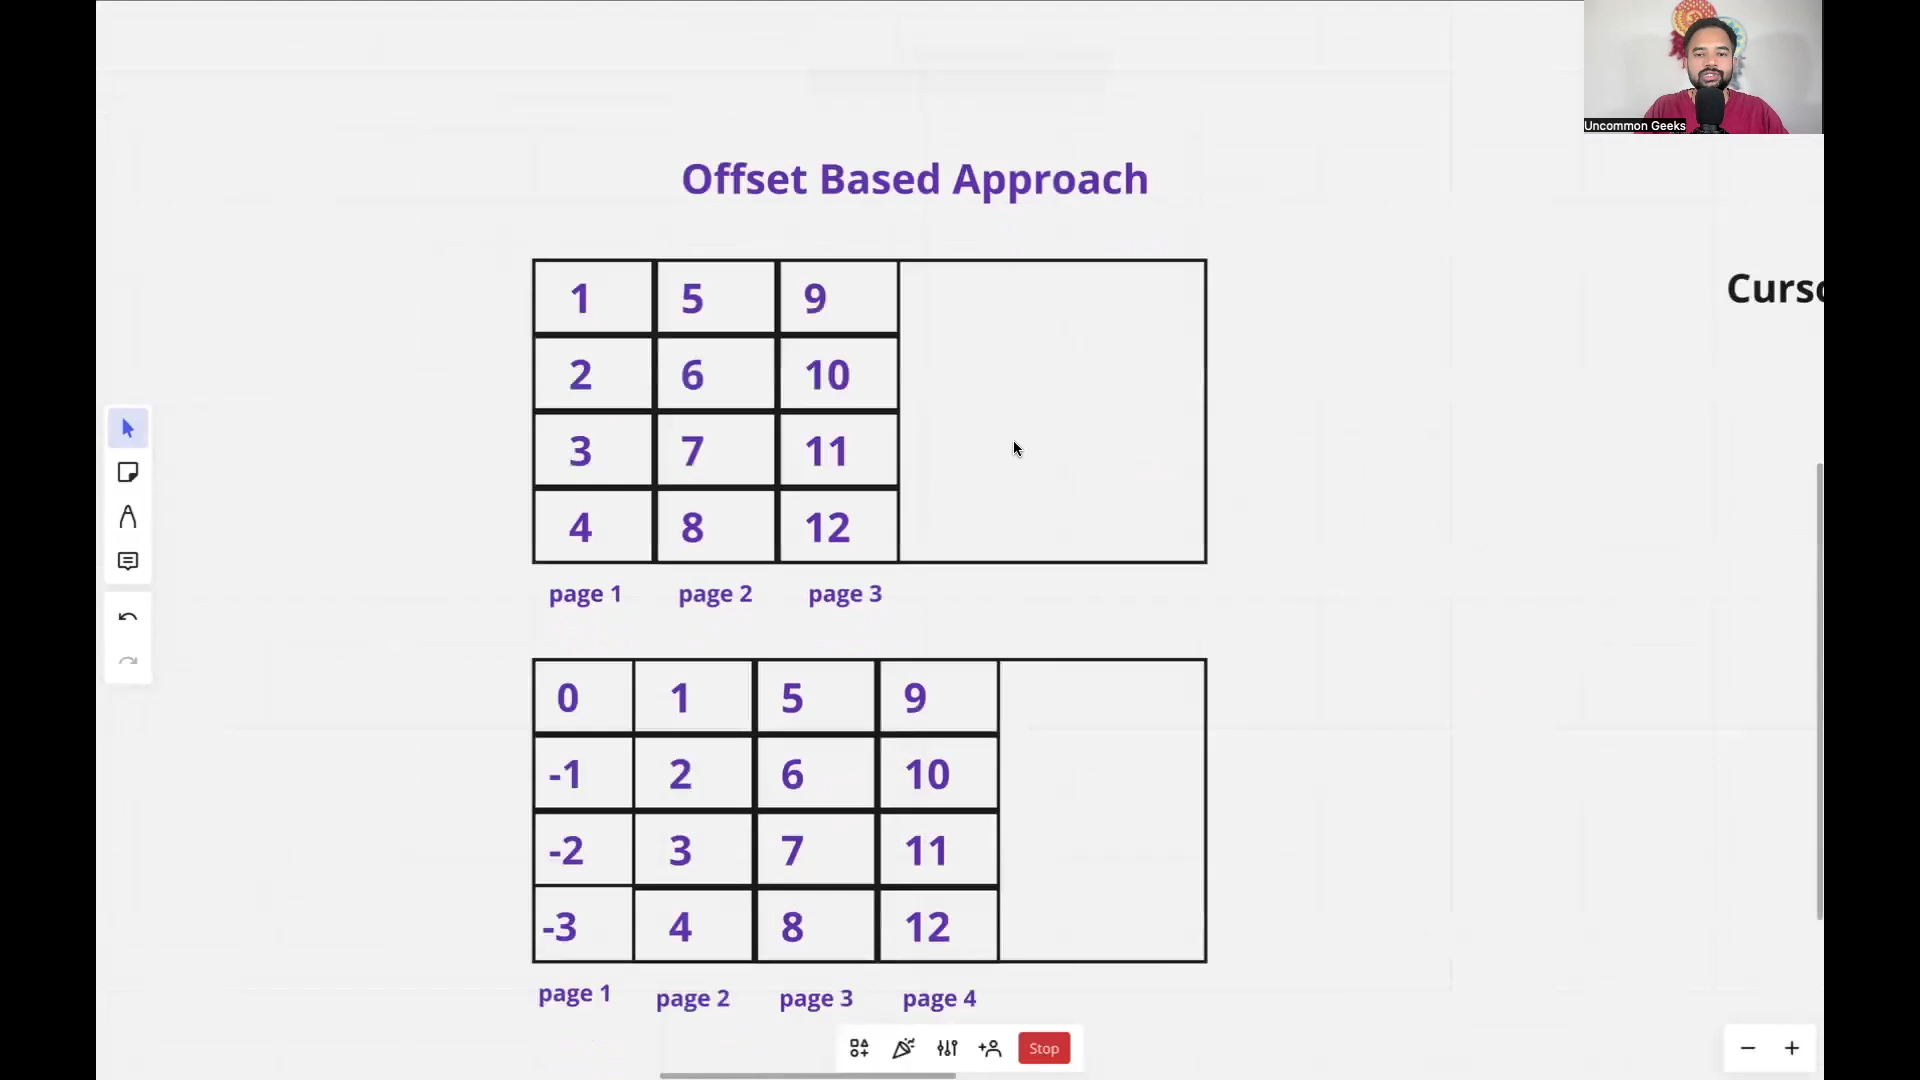 Uncommon Geeks
Offset Based Approach
Curso
1 5 9
2 6 10
3 7 11
4 8 12
page 1 page 2 page 3
0 1 5 9
-1 2 6 10
-2 3 7 11
-3 4 8 12
page 1 page 2 page 3 page 4
Stop